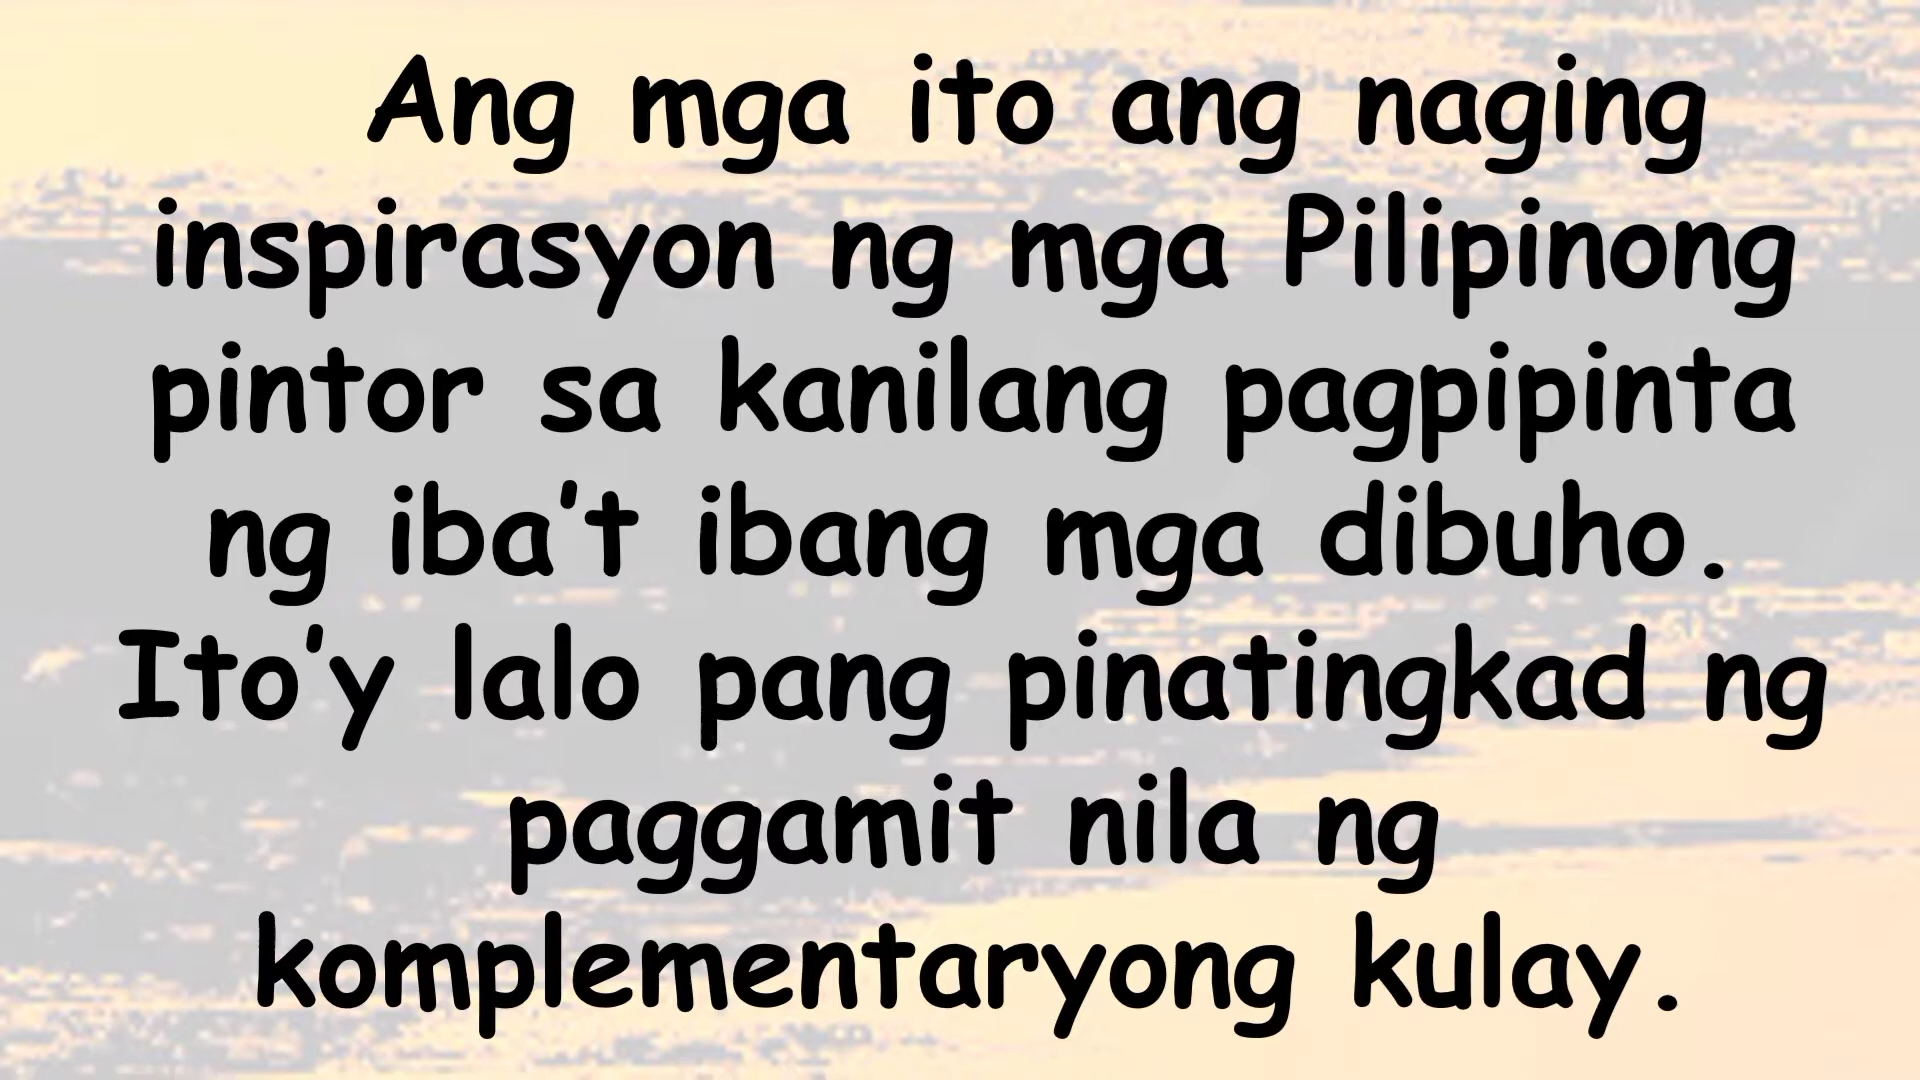 Ang mga ito ang naging
inspirasyon ng mga Pilipinong
pintor sa kanilang pagpipinta
ng iba’t ibang mga dibuho.
Ito’y lalo pang pinatingkad ng
paggamit nila ng
komplementaryong kulay.